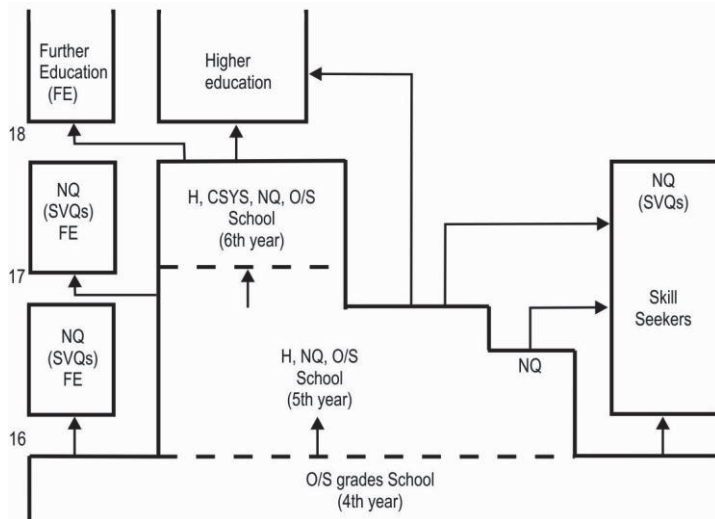 Further
Education
(FE)
Higher
education
18
NQ
(SVQs)
FE
H, CSYS, NQ, O/S
School
(6th year)
NQ
(SVQs)
17
NQ
(SVQs)
FE
Skill
Seekers
H, NQ, O/S
School
(5th year)
NQ
16
O/S grades School
(4th year)